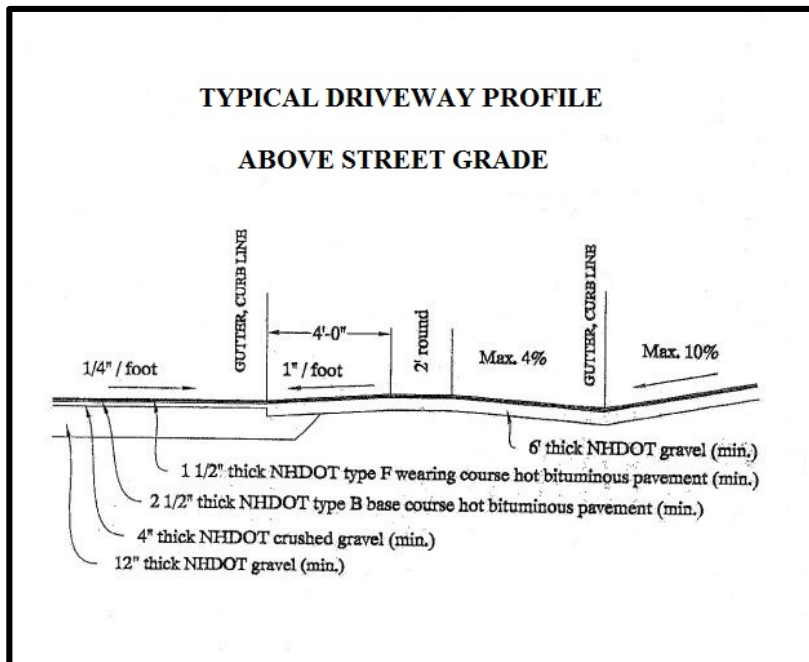 TYPICAL DRIVEWAY PROFILE
ABOVE STREET GRADE
GUTTER, CURB LINE
GUTTER, CURB LINE
4'-0"
2' round
1/4" / foot
1" / foot
Max. 4%
Max. 10%
6' thick NHDOT gravel (min.)
1 1/2" thick NHDOT type F wearing course hot bituminous pavement (min.)
2 1/2" thick NHDOT type B base course hot bituminous pavement (min.)
4" thick NHDOT crushed gravel (min.)
12" thick NHDOT gravel (min.)